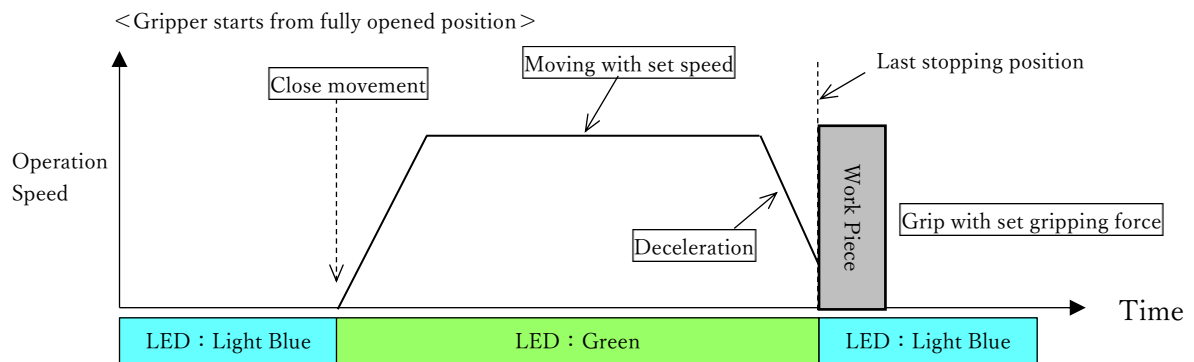 ＜Gripper starts from fully opened position＞
Moving with set speed
Last stopping position
Close movement
Operation
Speed
Work Piece
Grip with set gripping force
Deceleration
Time
LED：Light Blue
LED：Green
LED：Light Blue